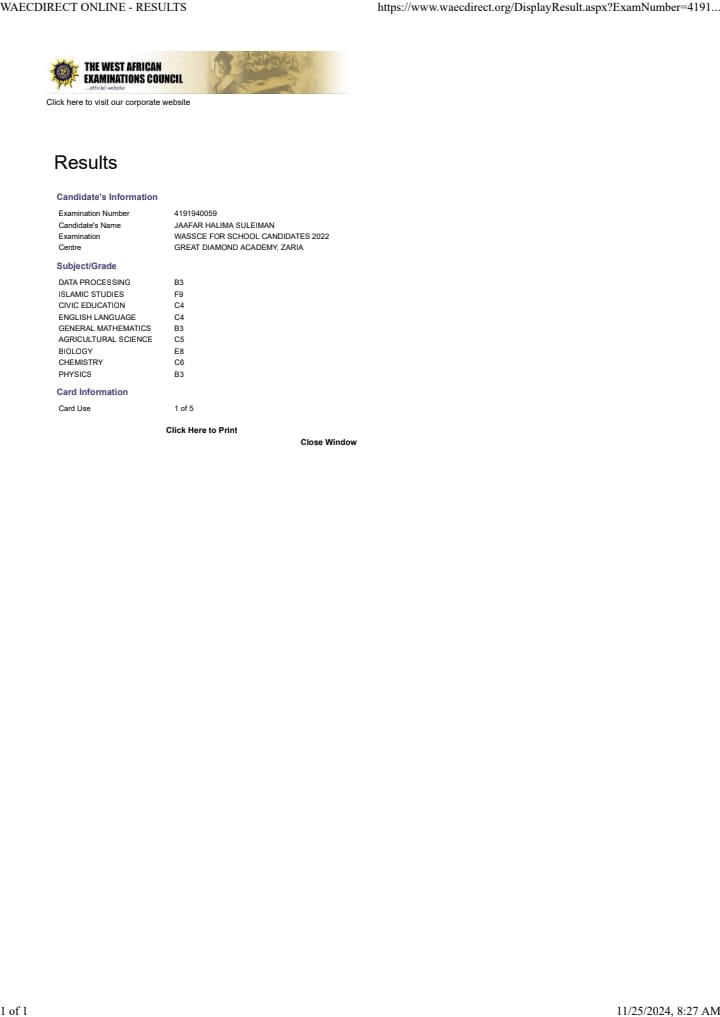 WAECDIRECT ONLINE - RESULTS https://www.waecdirect.org/DisplayResult.aspx?ExamNumber=4191...
THE WEST AFRICAN
EXAMINATIONS COUNCIL
...official website
Click here to visit our corporate website
Results
Candidate's Information
Examination Number 4191940059
Candidate's Name JAAFAR HALIMA SULEIMAN
Examination WASSCE FOR SCHOOL CANDIDATES 2022
Centre GREAT DIAMOND ACADEMY, ZARIA
Subject/Grade
DATA PROCESSING B3
ISLAMIC STUDIES F9
CIVIC EDUCATION C4
ENGLISH LANGUAGE C4
GENERAL MATHEMATICS B3
AGRICULTURAL SCIENCE C5
BIOLOGY E8
CHEMISTRY C6
PHYSICS B3
Card Information
Card Use 1 of 5
Click Here to Print
Close Window
1 of 1 11/25/2024, 8:27 AM